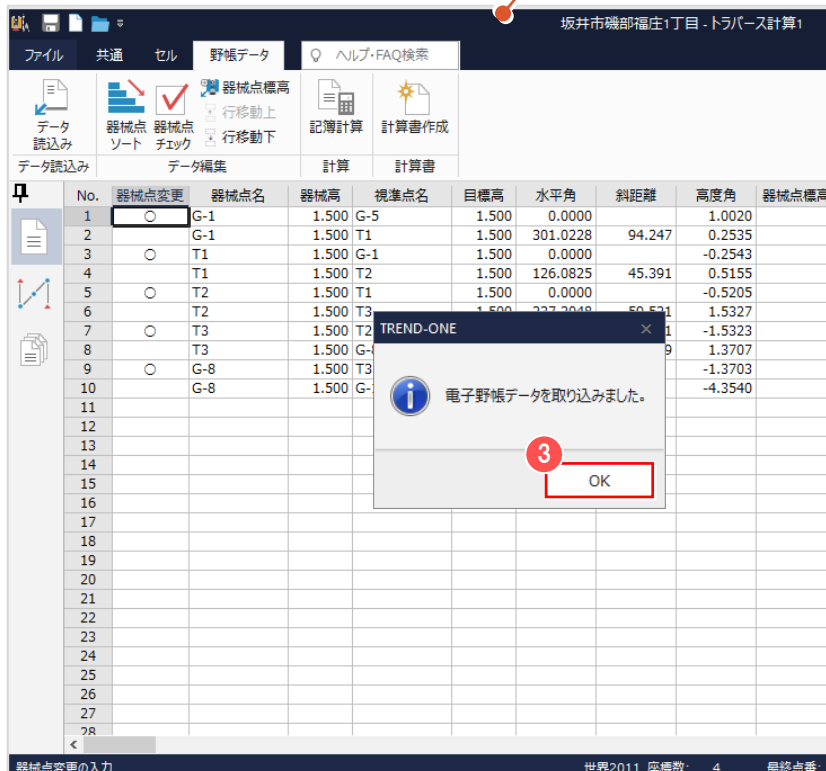 坂井市磯部福庄1丁目 - トラバース計算1
ファイル 共通 セル 野帳データ ヘルプ・FAQ検索
データ読込み
器械点ソート
器械点チェック
器械点標高
行移動上
行移動下
記簿計算
計算書作成
データ読込み データ編集 計算 計算書
No. 器械点変更 器械点名 器械高 視準点名 目標高 水平角 斜距離 高度角 器械点標高
1 ○ G-1 1.500 G-5 1.500 0.0000 1.0020
2 G-1 1.500 T1 1.500 301.0228 94.247 0.2535
3 ○ T1 1.500 G-1 1.500 0.0000 -0.2543
4 T1 1.500 T2 1.500 126.0825 45.391 0.5155
5 ○ T2 1.500 T1 1.500 0.0000 -0.5205
6 T2 1.500 T3 1.5327
7 ○ T3 1.500 T2 1 -1.5323
8 T3 1.500 G- 9 1.3707
9 ○ G-8 1.500 T3 -1.3703
10 G-8 1.500 G- -4.3540
11
12
13
14
15
16
17
18
19
20
21
22
23
24
25
26
27
28
TREND-ONE
電子野帳データを取り込みました。
3
OK
器械点変更の入力 世界2011 座標数: 4 最終点番: